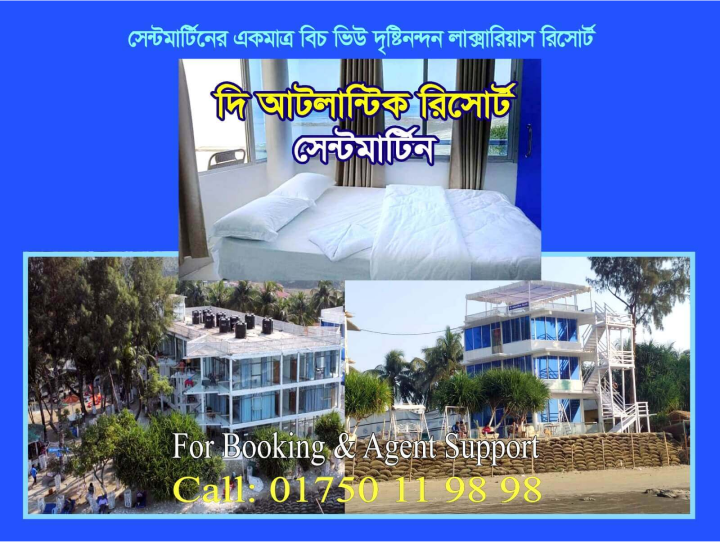 সেন্টমার্টিনের একমাত্র বিচ ভিউ দৃষ্টিনন্দন লাক্সারিয়াস রিসোর্ট
দি আটলান্টিক রিসোর্ট
সেন্টমার্টিন
For Booking & Agent Support
Call: 01750 11 98 98